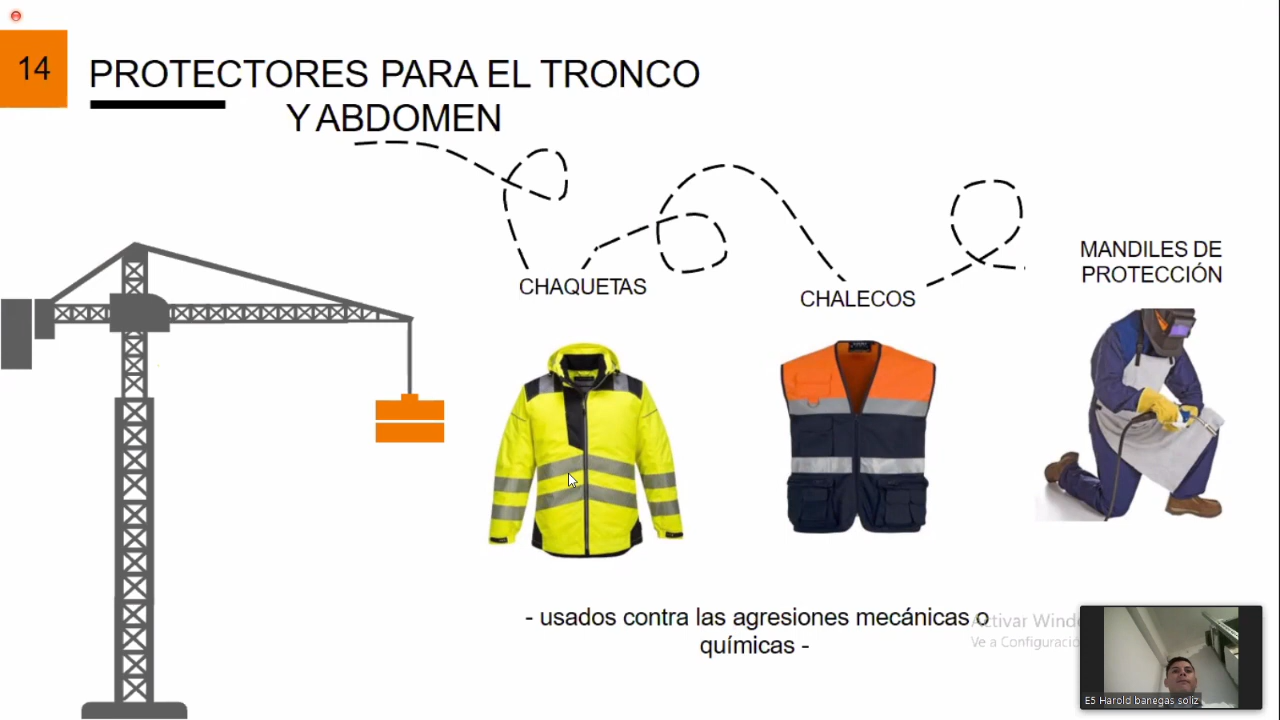 14
PROTECTORES PARA EL TRONCO
Y ABDOMEN
CHAQUETAS
CHALECOS
MANDILES DE
PROTECCIÓN
- usados contra las agresiones mecánicas o
químicas -
Activar Wind
Ve a Configuració
E5 Harold banegas soliz